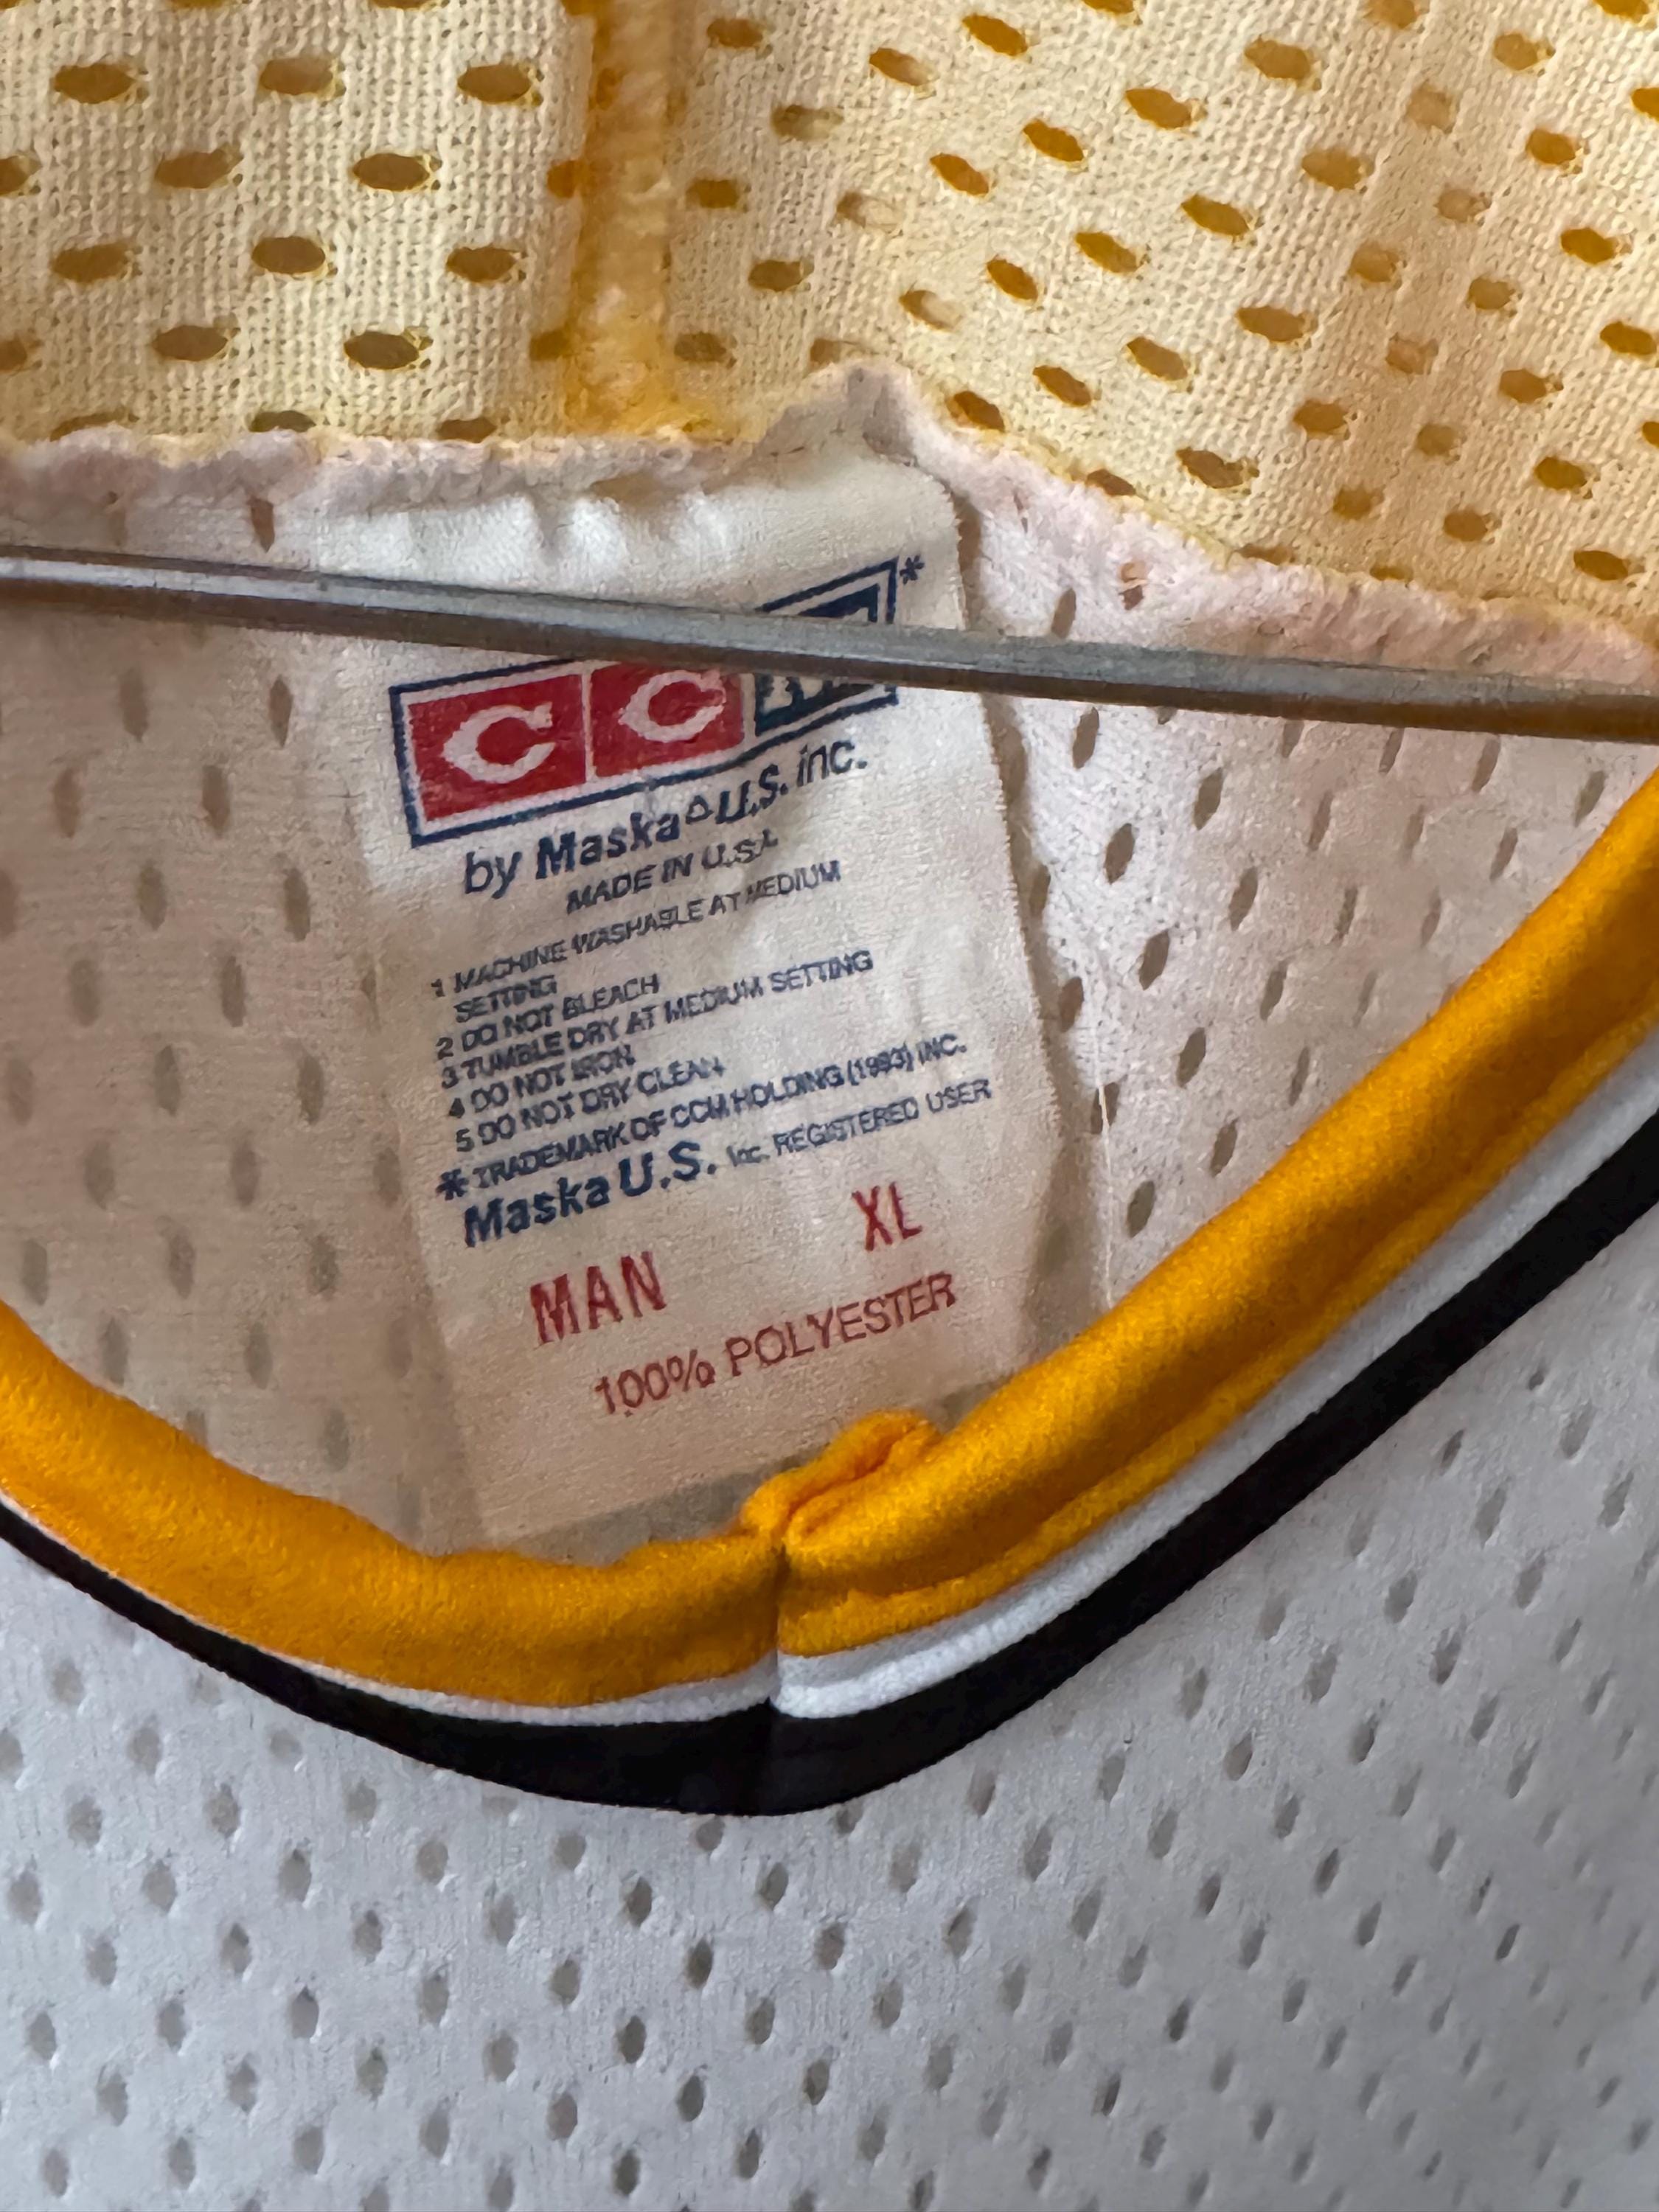 CC
*
by Maska U.S. inc.
MADE IN U.S.A.
1 MACHINE WASHABLE AT MEDIUM
SETTING
2 DO NOT BLEACH
3 TUMBLE DRY AT MEDIUM SETTING
4 DO NOT IRON
5 DO NOT DRY CLEAN
* TRADEMARK OF CCM HOLDING (1983) INC.
Maska U.S. Inc. REGISTERED USER
MAN XL
100% POLYESTER